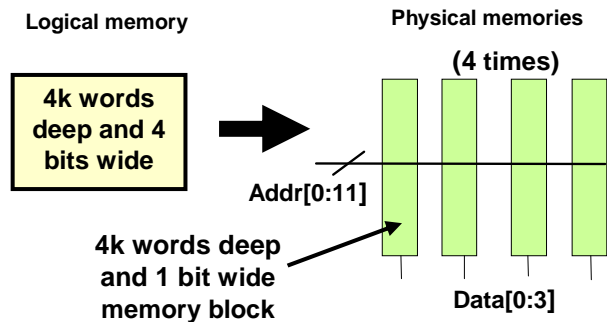 Logical memory
Physical memories
(4 times)
4k words
deep and 4
bits wide
Addr[0:11]
4k words deep
and 1 bit wide
memory block
Data[0:3]